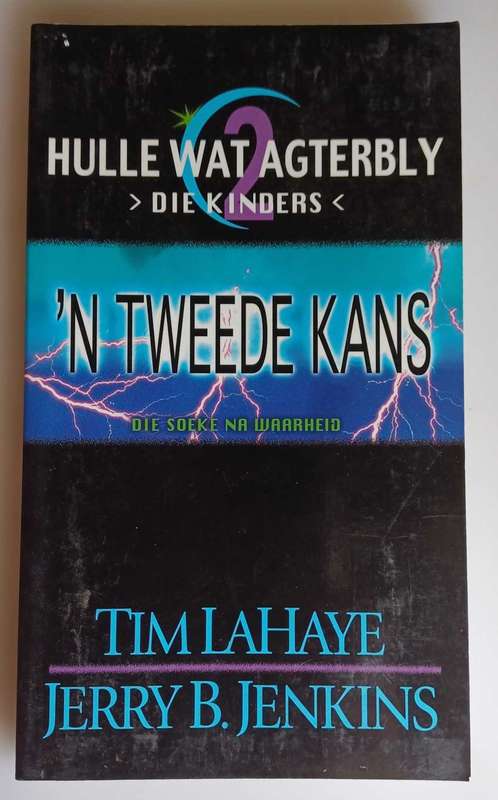 2
HULLE WAT AGTERBLY
> DIE KINDERS <
'N TWEEDE KANS
DIE SOEKE NA WAARHEID
TIM LAHAYE
JERRY B. JENKINS